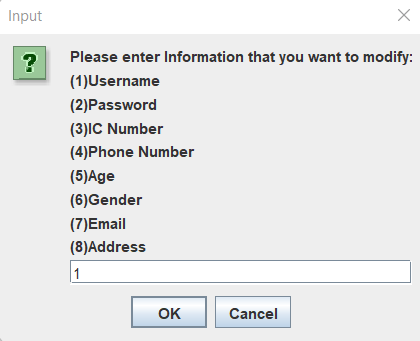 Input
Please enter Information that you want to modify:
(1)Username
(2)Password
(3)IC Number
(4)Phone Number
(5)Age
(6)Gender
(7)Email
(8)Address
1
OK Cancel